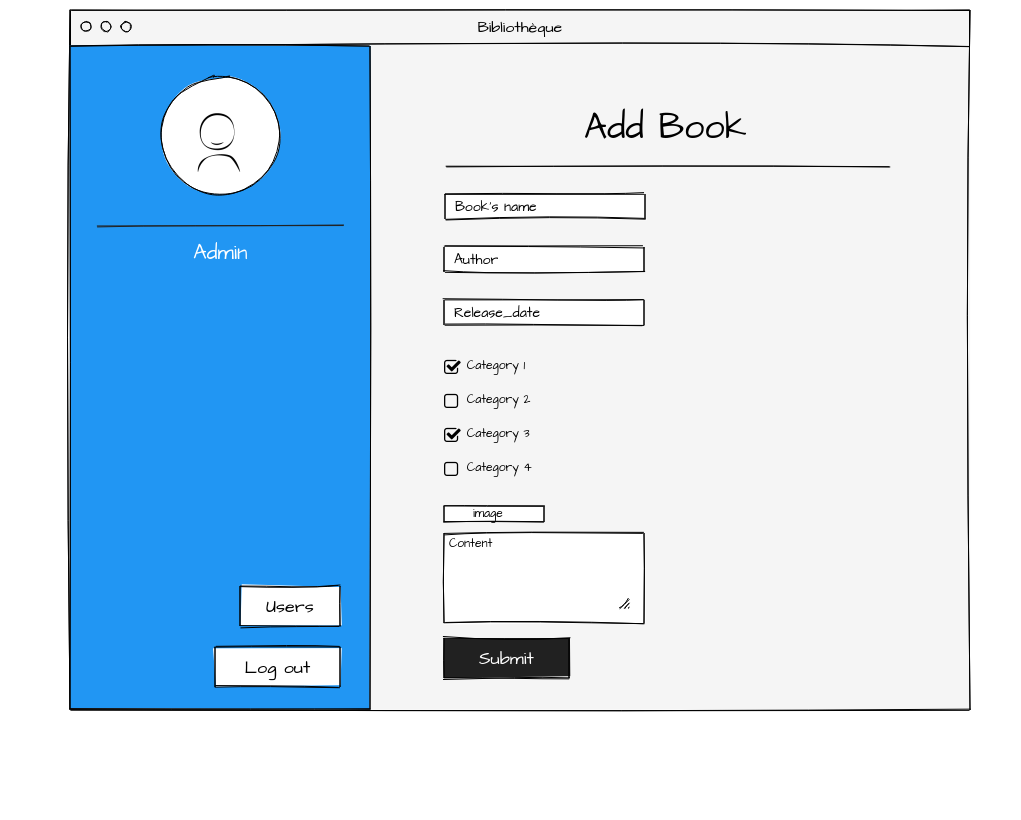 Bibliothèque
Admin
Users
Log out
Add Book
Book's name
Author
Release_date
Category 1
Category 2
Category 3
Category 4
image
Content
Submit